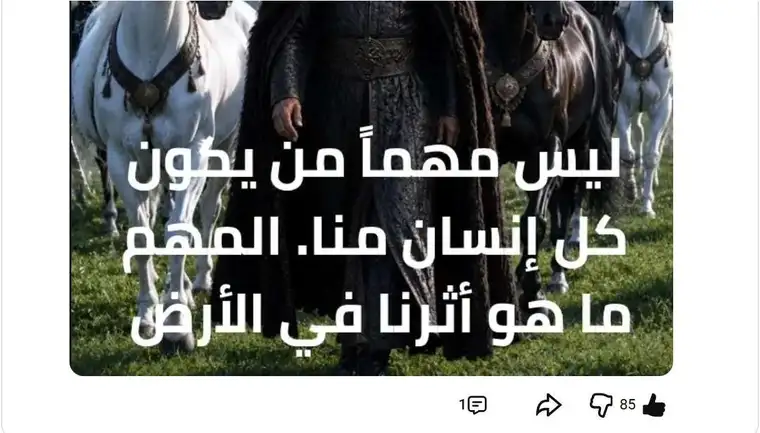 ليس مهماً من يكون
كل إنسان منا. المهم
ما هو أثرنا في الأرض
85
1